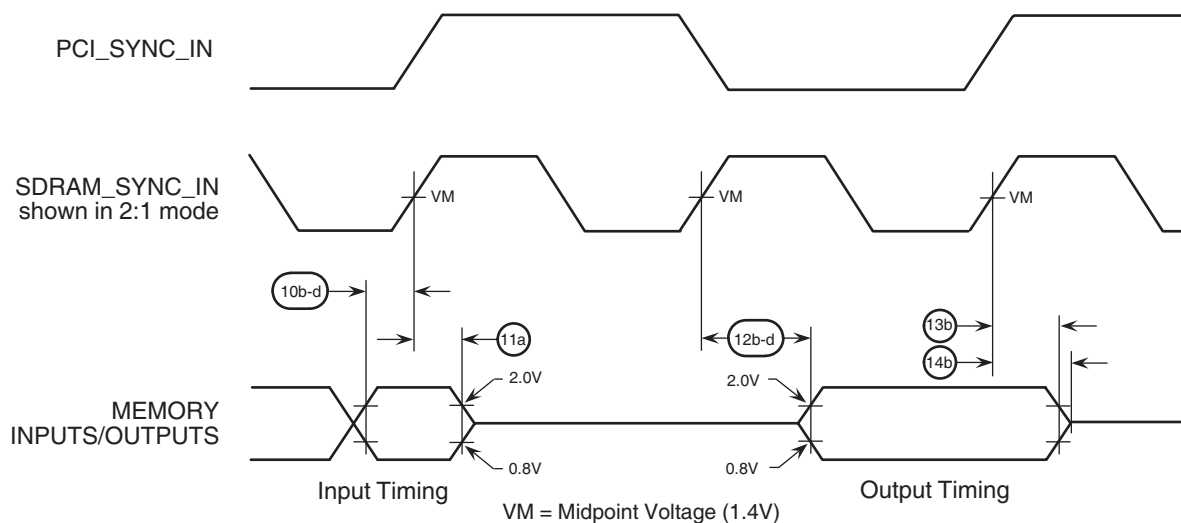 PCI_SYNC_IN
SDRAM_SYNC_IN
shown in 2:1 mode
VM
VM
VM
10b-d
11a
12b-d
13b
14b
2.0V
2.0V
MEMORY
INPUTS/OUTPUTS
0.8V
0.8V
Input Timing
Output Timing
VM = Midpoint Voltage (1.4V)